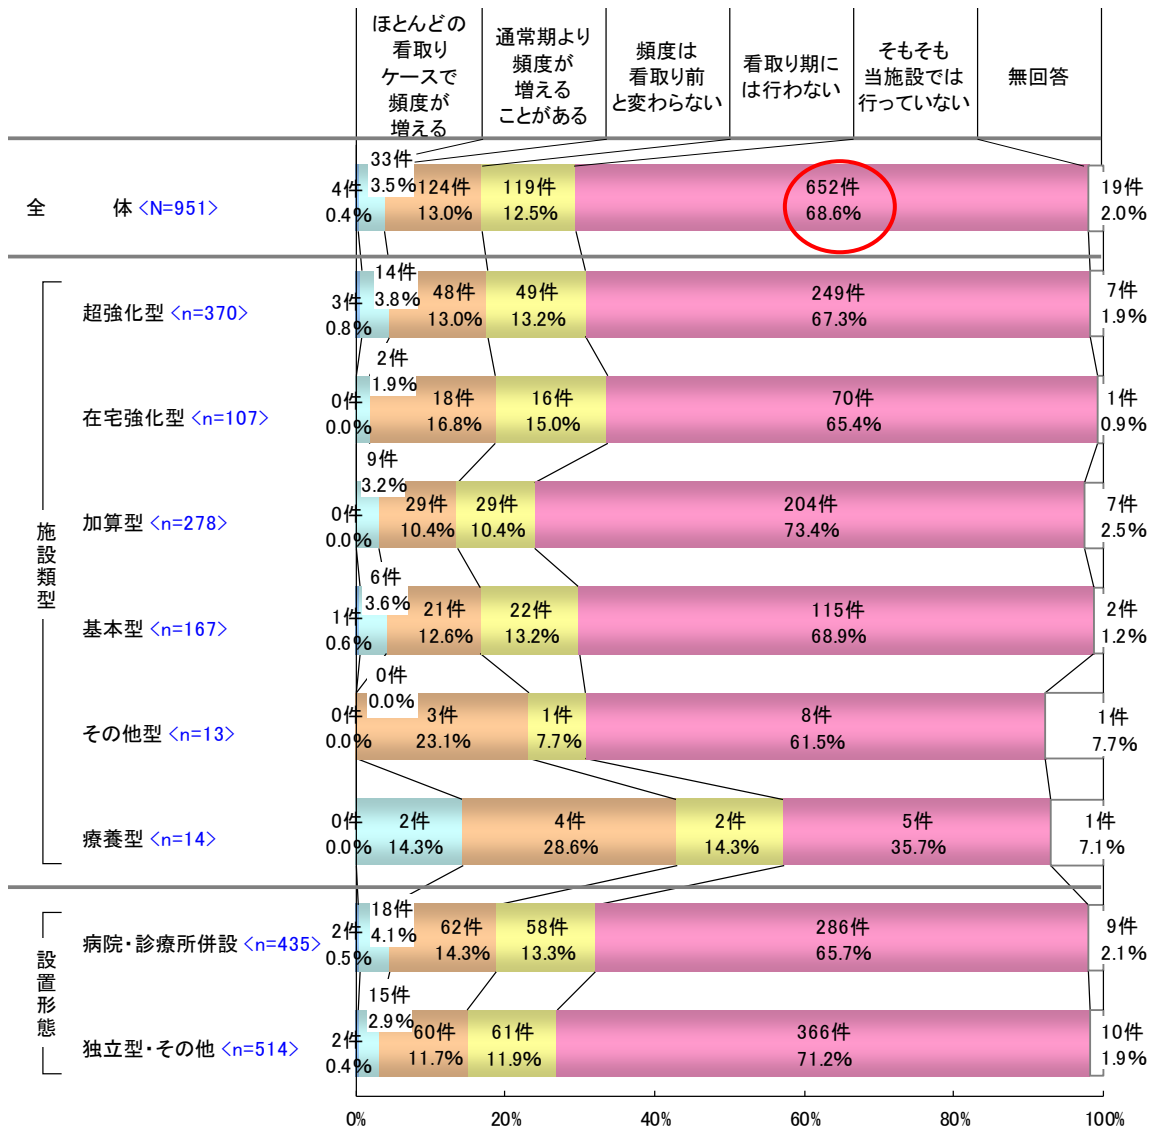 ほとんどの
看取り
ケースで
頻度が
増える
通常期より
頻度が
増える
ことがある
頻度は
看取り前
と変わらない
看取り期に
は行わない
そもそも
当施設では
行っていない
無回答
全 体 <N=951>
4件 33件 124件 119件 652件 19件
0.4% 3.5% 13.0% 12.5% 68.6% 2.0%
施設類型
超強化型 <n=370>
3件 14件 48件 49件 249件 7件
0.8% 3.8% 13.0% 13.2% 67.3% 1.9%
在宅強化型 <n=107>
0件 2件 18件 16件 70件 1件
0.0% 1.9% 16.8% 15.0% 65.4% 0.9%
加算型 <n=278>
0件 9件 29件 29件 204件 7件
0.0% 3.2% 10.4% 10.4% 73.4% 2.5%
基本型 <n=167>
1件 6件 21件 22件 115件 2件
0.6% 3.6% 12.6% 13.2% 68.9% 1.2%
その他型 <n=13>
0件 0件 3件 1件 8件 1件
0.0% 0.0% 23.1% 7.7% 61.5% 7.7%
療養型 <n=14>
0件 2件 4件 2件 5件 1件
0.0% 14.3% 28.6% 14.3% 35.7% 7.1%
設置形態
病院・診療所併設 <n=435>
2件 18件 62件 58件 286件 9件
0.5% 4.1% 14.3% 13.3% 65.7% 2.1%
独立型・その他 <n=514>
2件 15件 60件 61件 366件 10件
0.4% 2.9% 11.7% 11.9% 71.2% 1.9%
0% 20% 40% 60% 80% 100%